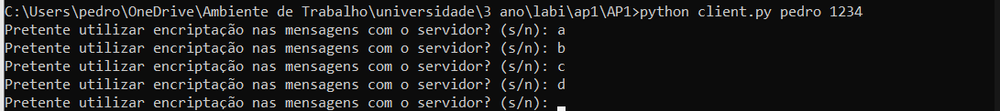 C:\Users\pedro\OneDrive\Ambiente de Trabalho\universidade\3 ano\labi\ap1\AP1>python client.py pedro 1234
Pretente utilizar encriptação nas mensagens com o servidor? (s/n): a
Pretente utilizar encriptação nas mensagens com o servidor? (s/n): b
Pretente utilizar encriptação nas mensagens com o servidor? (s/n): c
Pretente utilizar encriptação nas mensagens com o servidor? (s/n): d
Pretente utilizar encriptação nas mensagens com o servidor? (s/n):